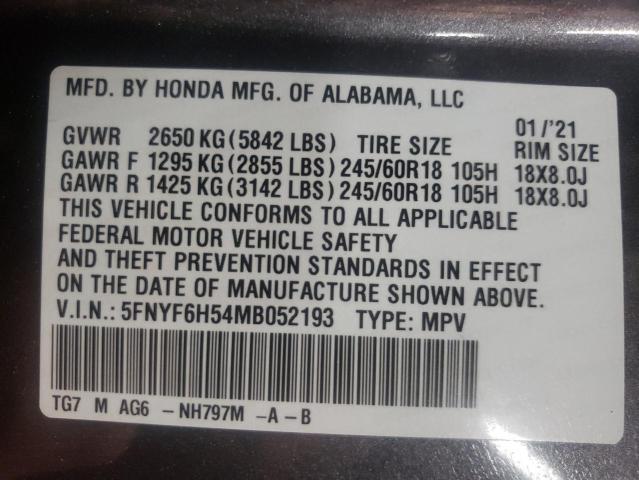 MFD. BY HONDA MFG. OF ALABAMA, LLC
01/'21
GVWR 2650 KG (5842 LBS) TIRE SIZE RIM SIZE
GAWR F 1295 KG (2855 LBS) 245/60R18 105H 18X8.0J
GAWR R 1425 KG (3142 LBS) 245/60R18 105H 18X8.0J
THIS VEHICLE CONFORMS TO ALL APPLICABLE
FEDERAL MOTOR VEHICLE SAFETY
AND THEFT PREVENTION STANDARDS IN EFFECT
ON THE DATE OF MANUFACTURE SHOWN ABOVE.
V.I.N.: 5FNYF6H54MB052193 TYPE: MPV
TG7 M AG6 -NH797M -A-B